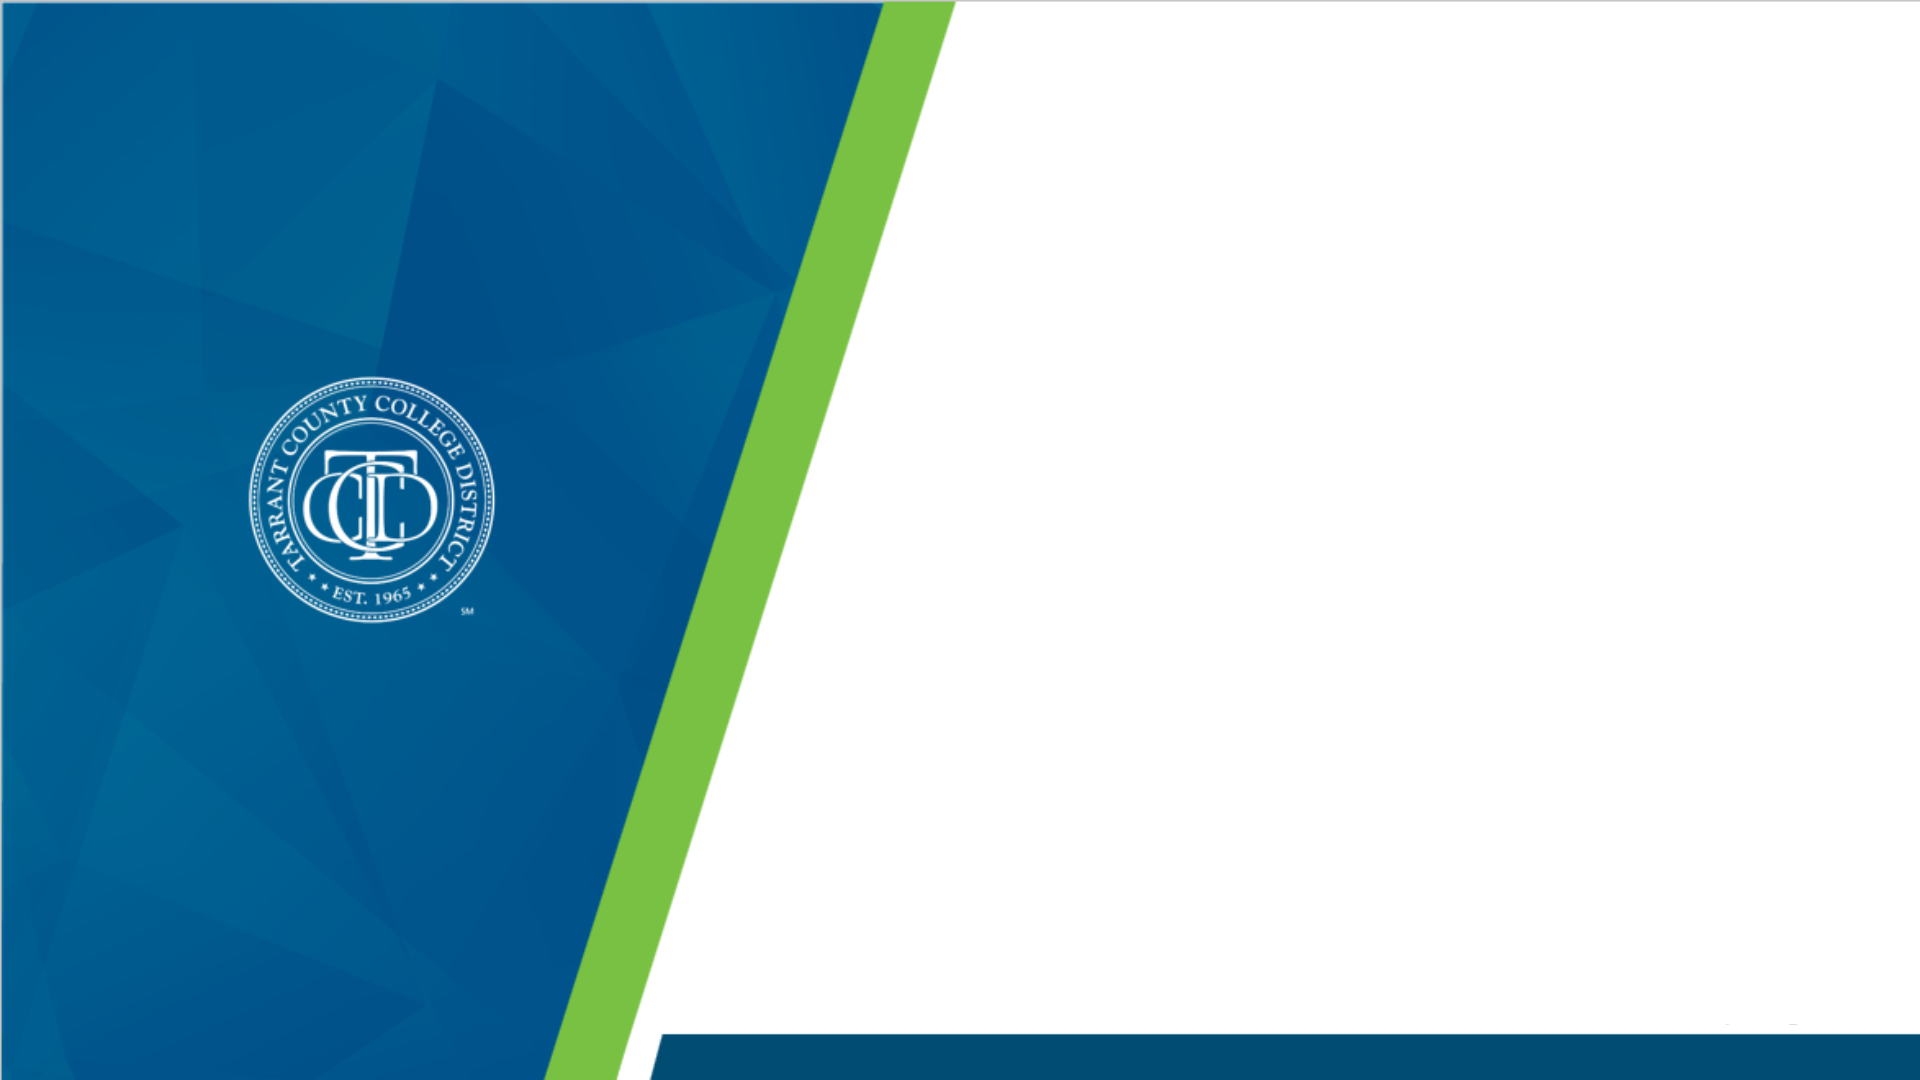 TARRANT COUNTY COLLEGE DISTRICT
TCCD
EST. 1965
SM